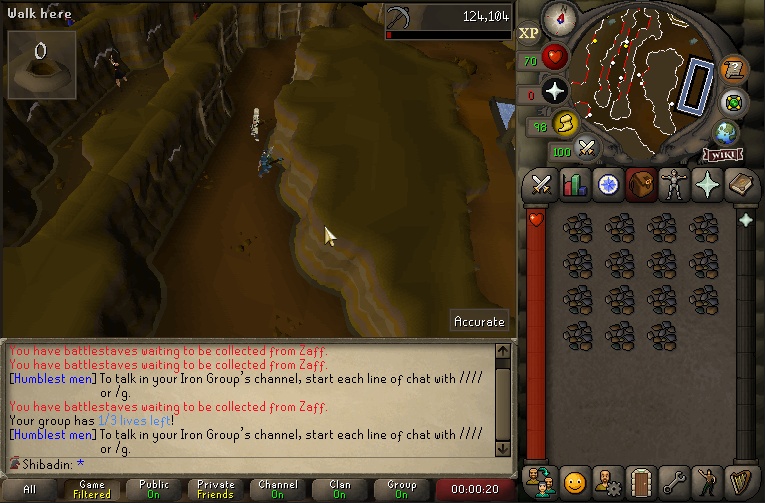 Walk here
0
124,104
XP
70
0
98
100
WIKI
Accurate
You have battlestaves waiting to be collected from Zaff.
You have battlestaves waiting to be collected from Zaff.
[Humblest men] To talk in your Iron Group's channel, start each line of chat with ////
or /g.
You have battlestaves waiting to be collected from Zaff.
Your group has 1/3 lives left!
[Humblest men] To talk in your Iron Group's channel, start each line of chat with ////
or /g.
Shibadin: *
All
Game
Filtered
Public
On
Private
Friends
Channel
On
Clan
On
Group
On
00:00:20